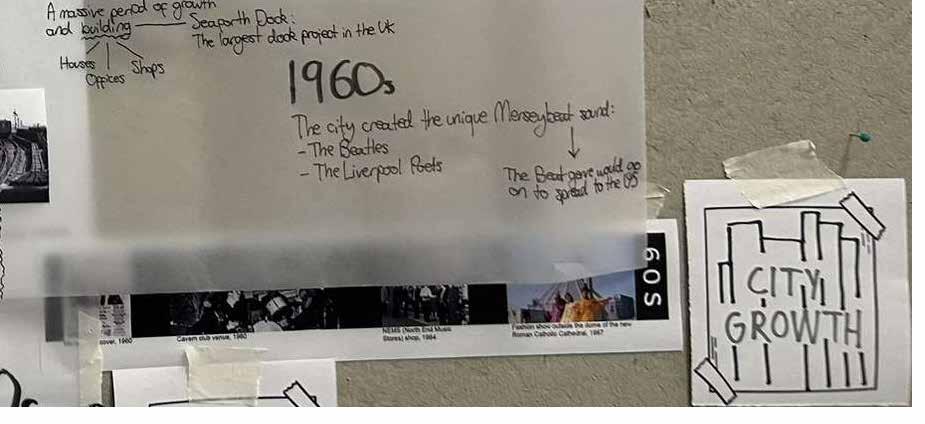 A massive period of growth
and building
Seaforth Dock:
The largest dock project in the UK
Houses
Offices
Shops
1960s
The city created the unique Merseybeat sound:
- The Beatles
- The Liverpool Poets
The Beat genre would go
on to spread to the US
60s
cover, 1960
Cavern club venue, 1960
NEMS (North End Music
Stores) shop, 1964
Fashion show outside the dome of the new
Roman Catholic Cathedral, 1967
CITY
GROWTH